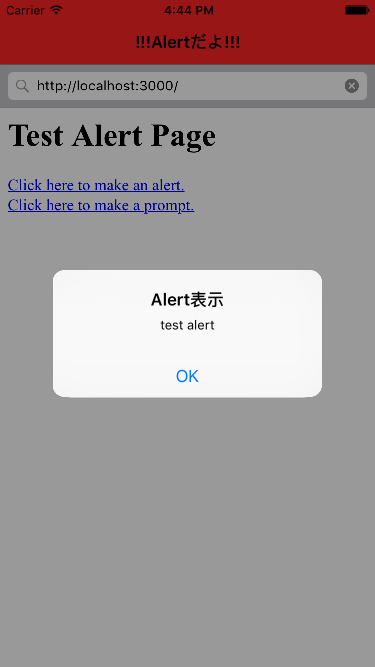 Carrier 4:44 PM
!!!Alertだよ!!!
http://localhost:3000/
Test Alert Page
Click here to make an alert.
Click here to make a prompt.
Alert表示
test alert
OK